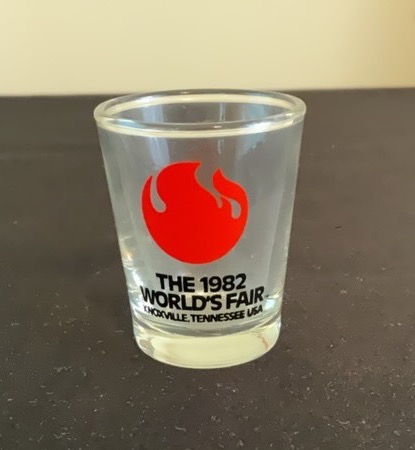 THE 1982
WORLD'S FAIR
KNOXVILLE, TENNESSEE USA